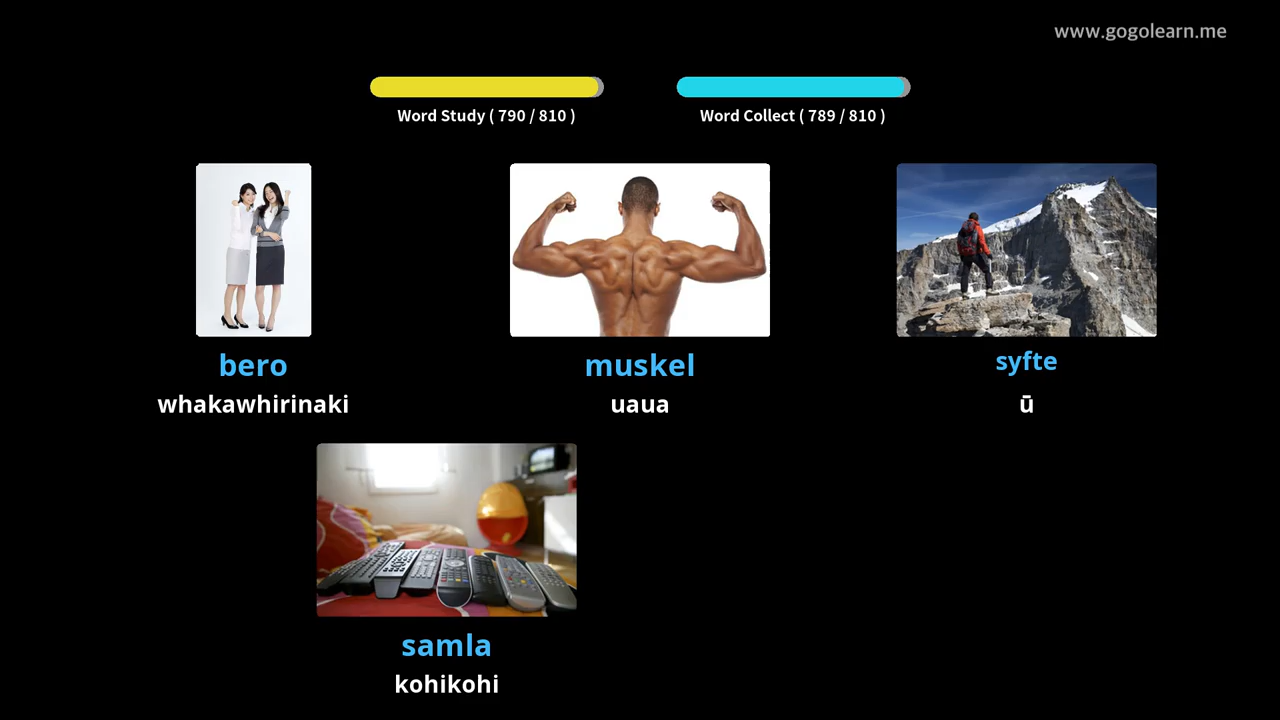 www.gogolearn.me
Word Study ( 790 / 810 )
Word Collect ( 789 / 810 )
bero
whakawhirinaki
muskel
uaua
syfte
ū
samla
kohikohi